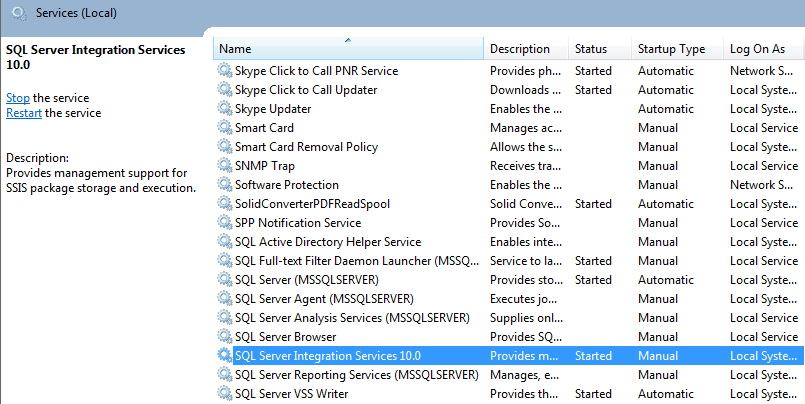 Services (Local)
SQL Server Integration Services 10.0
Stop the service
Restart the service
Description:
Provides management support for
SSIS package storage and execution.
Name Description Status Startup Type Log On As
Skype Click to Call PNR Service Provides ph... Started Automatic Network S...
Skype Click to Call Updater Downloads ... Started Automatic Local Syste...
Skype Updater Enables the ... Automatic Local Syste...
Smart Card Manages ac... Manual Local Service
Smart Card Removal Policy Allows the s... Manual Local Syste...
SNMP Trap Receives tra... Manual Local Service
Software Protection Enables the ... Manual Network S...
SolidConverterPDFReadSpool Solid Conve... Started Automatic Local Syste...
SPP Notification Service Provides So... Manual Local Service
SQL Active Directory Helper Service Enables inte... Manual Local Syste...
SQL Full-text Filter Daemon Launcher (MSSQ... Service to la... Started Manual Local Syste...
SQL Server (MSSQLSERVER) Provides sto... Started Automatic Local Syste...
SQL Server Agent (MSSQLSERVER) Executes jo... Manual Local Syste...
SQL Server Analysis Services (MSSQLSERVER) Supplies onl... Manual Local Service
SQL Server Browser Provides SQ... Manual Local Syste...
SQL Server Integration Services 10.0 Provides m... Started Manual Local Syste...
SQL Server Reporting Services (MSSQLSERVER) Manages, e... Manual Local Syste...
SQL Server VSS Writer Provides th... Started Automatic Local Syste...